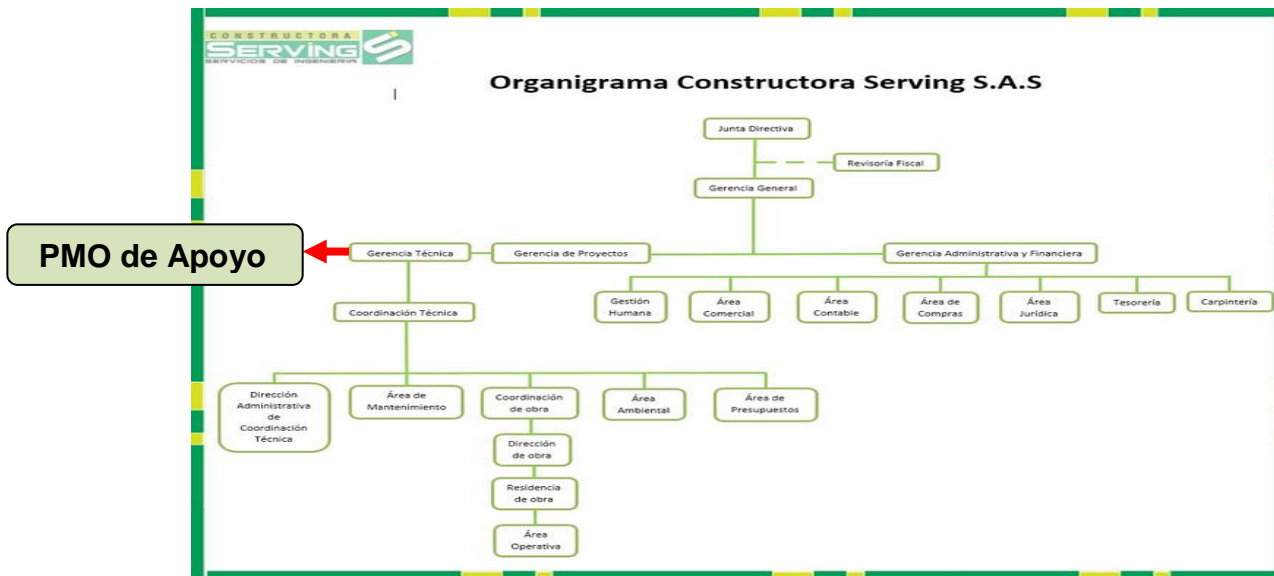 CONSTRUCTORA
SERVING
SERVICIOS DE INGENIERIA
Organigrama Constructora Serving S.A.S
Junta Directiva
Revisoría Fiscal
Gerencia General
PMO de Apoyo
Gerencia Técnica
Gerencia de Proyectos
Gerencia Administrativa y Financiera
Coordinación Técnica
Gestión
Humana
Área
Comercial
Área
Contable
Área de
Compras
Área
Jurídica
Tesorería
Carpintería
Dirección
Administrativa
de
Coordinación
Técnica
Área de
Mantenimiento
Coordinación
de obra
Área
Ambiental
Área de
Presupuestos
Dirección
de obra
Residencia
de obra
Área
Operativa